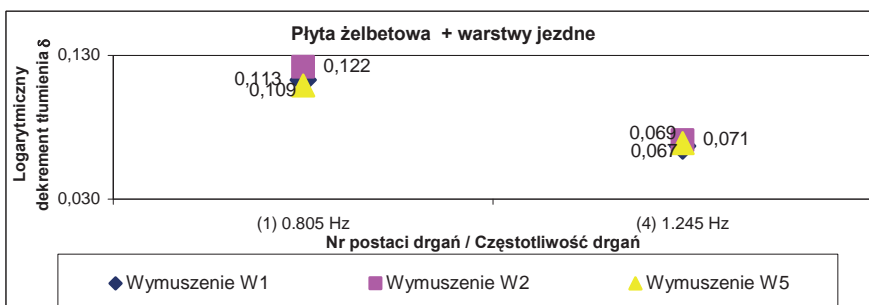 Płyta żelbetowa + warstwy jezdne
Logarytmiczny
dekrement tłumienia δ
0,130
0,030
0,113
0,122
0,109
0,069
0,071
0,067
(1) 0.805 Hz
(4) 1.245 Hz
Nr postaci drgań / Częstotliwość drgań
Wymuszenie W1
Wymuszenie W2
Wymuszenie W5